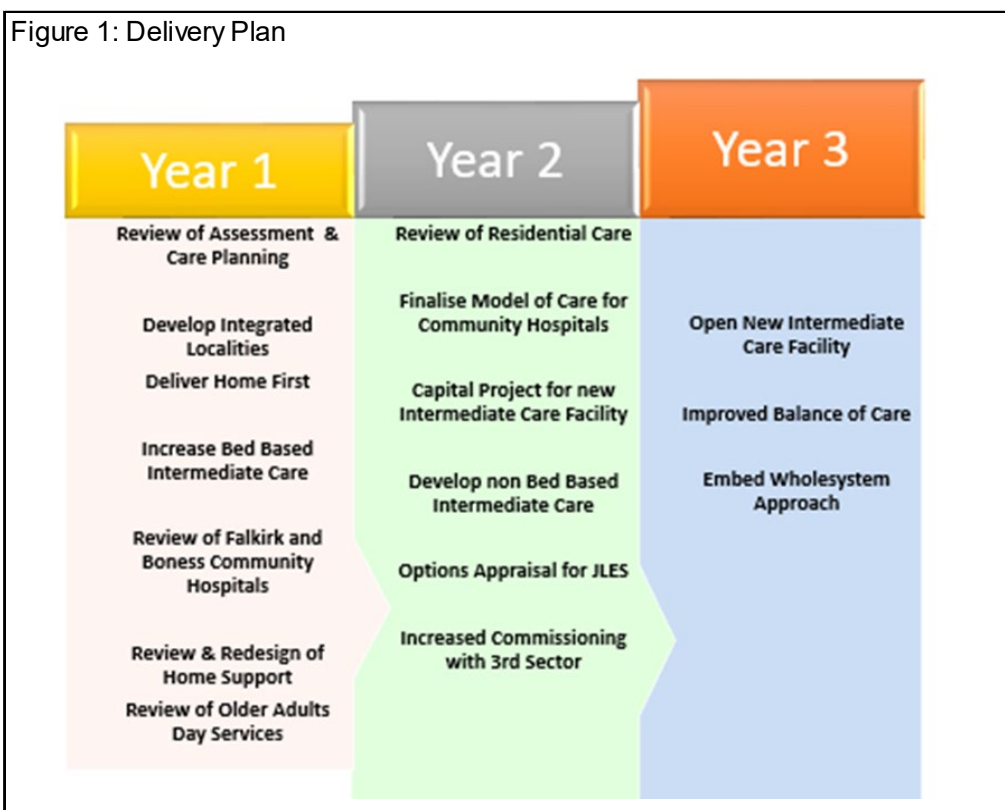 Figure 1: Delivery Plan
Year 1
Review of Assessment &
Care Planning
Develop Integrated
Localities
Deliver Home First
Increase Bed Based
Intermediate Care
Review of Falkirk and
Boness Community
Hospitals
Review & Redesign of
Home Support
Review of Older Adults
Day Services
Year 2
Review of Residential Care
Finalise Model of Care for
Community Hospitals
Capital Project for new
Intermediate Care Facility
Develop non Bed Based
Intermediate Care
Options Appraisal for JLES
Increased Commissioning
with 3rd Sector
Year 3
Open New Intermediate
Care Facility
Improved Balance of Care
Embed Wholesystem
Approach